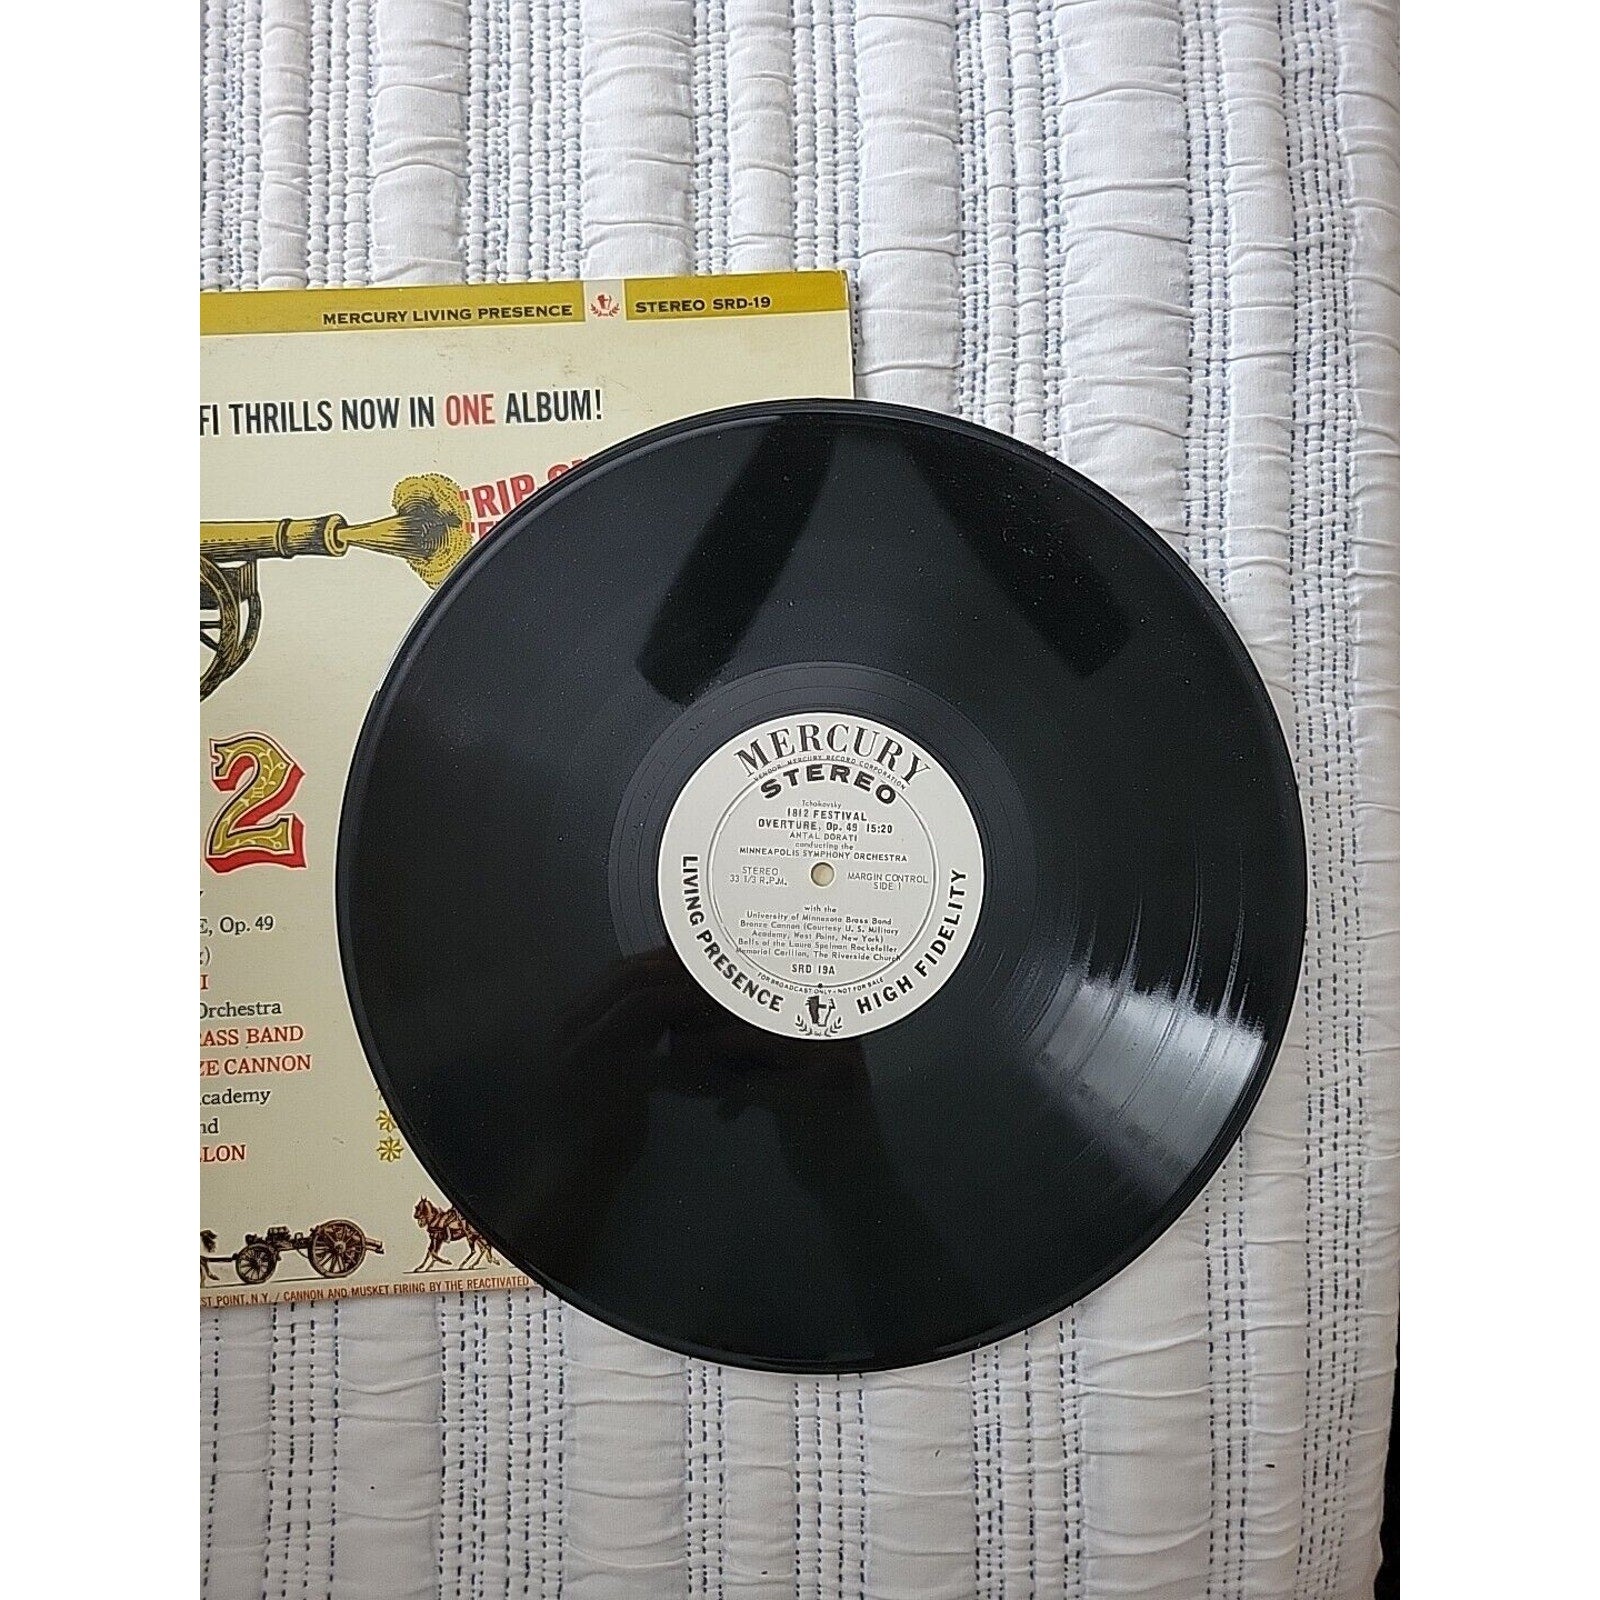 MERCURY LIVING PRESENCE
STEREO SRD-19
FI THRILLS NOW IN ONE ALBUM!
2
E, Op. 49
I
Orchestra
ASS BAND
ZE CANNON
cademy
nd
LON
ST POINT, N.Y. / CANNON AND MUSKET FIRING BY THE REACTIVATED
MERCURY
VENDOR: MERCURY RECORD CORPORATION
STEREO
Tchaikovsky
1812 FESTIVAL
OVERTURE, Op. 49 15:20
ANTAL DORATI
conducting the
MINNEAPOLIS SYMPHONY ORCHESTRA
STEREO
33 1/3 R.P.M.
MARGIN CONTROL
SIDE 1
with the
University of Minnesota Brass Band
Bronze Cannon (Courtesy U. S. Military
Academy, West Point, New York)
Bells of the Laura Spelman Rockefeller
Memorial Carillon, The Riverside Church
SRD 19A
FOR BROADCAST ONLY - NOT FOR SALE
LIVING PRESENCE
HIGH FIDELITY